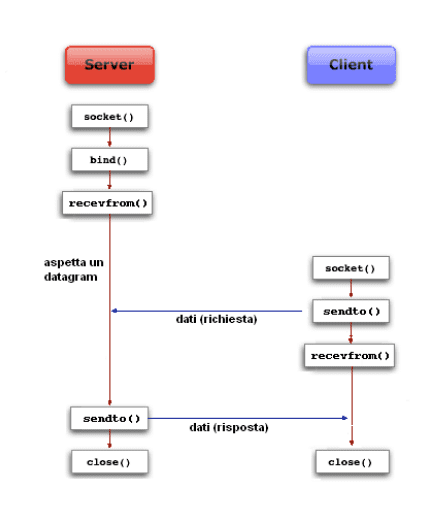 Server
Client
socket()
bind()
recevfrom()
aspetta un
datagram
socket()
sendto()
dati (richiesta)
recevfrom()
sendto()
dati (risposta)
close()
close()